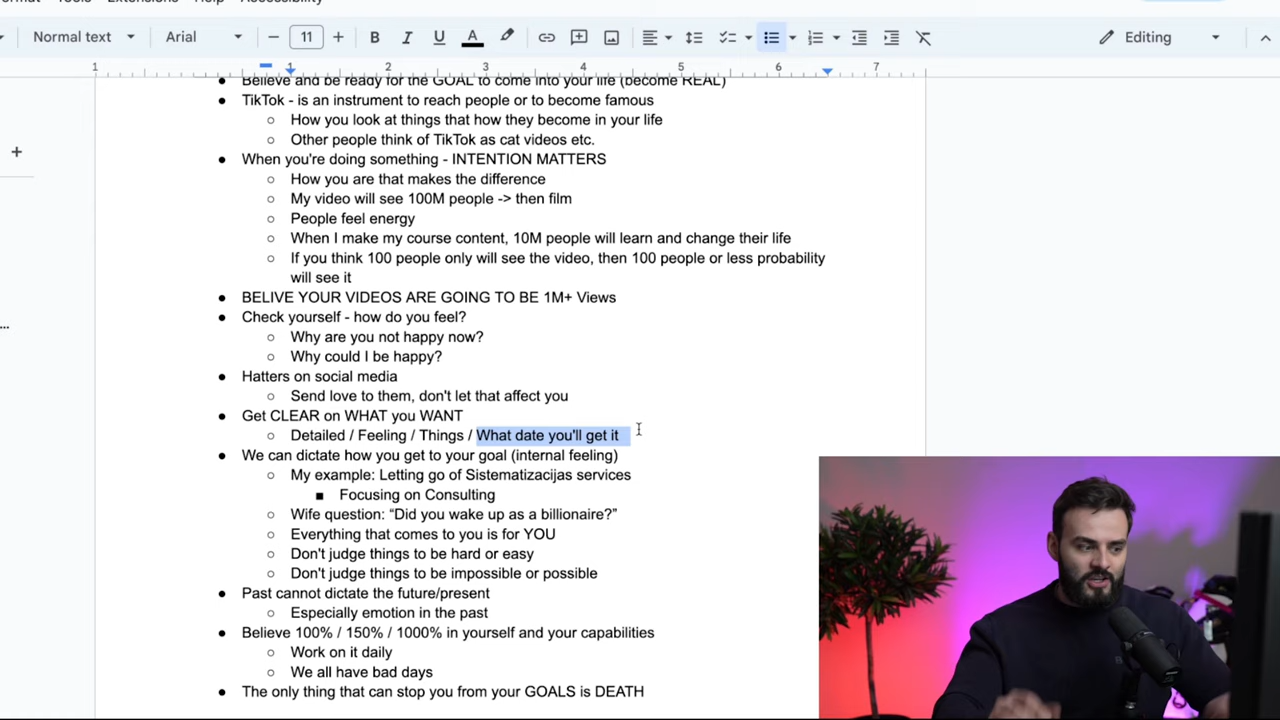 Tools Extensions Help Accessibility
Normal text Arial 11 B I U A Editing
1 1 2 3 4 5 6 7
Believe and be ready for the GOAL to come into your life (become REAL)
TikTok - is an instrument to reach people or to become famous
How you look at things that how they become in your life
Other people think of TikTok as cat videos etc.
When you're doing something - INTENTION MATTERS
How you are that makes the difference
My video will see 100M people -> then film
People feel energy
When I make my course content, 10M people will learn and change their life
If you think 100 people only will see the video, then 100 people or less probability
will see it
BELIVE YOUR VIDEOS ARE GOING TO BE 1M+ Views
Check yourself - how do you feel?
Why are you not happy now?
Why could I be happy?
Hatters on social media
Send love to them, don't let that affect you
Get CLEAR on WHAT you WANT
Detailed / Feeling / Things / What date you'll get it
We can dictate how you get to your goal (internal feeling)
My example: Letting go of Sistematizacijas services
Focusing on Consulting
Wife question: “Did you wake up as a billionaire?”
Everything that comes to you is for YOU
Don't judge things to be hard or easy
Don't judge things to be impossible or possible
Past cannot dictate the future/present
Especially emotion in the past
Believe 100% / 150% / 1000% in yourself and your capabilities
Work on it daily
We all have bad days
The only thing that can stop you from your GOALS is DEATH